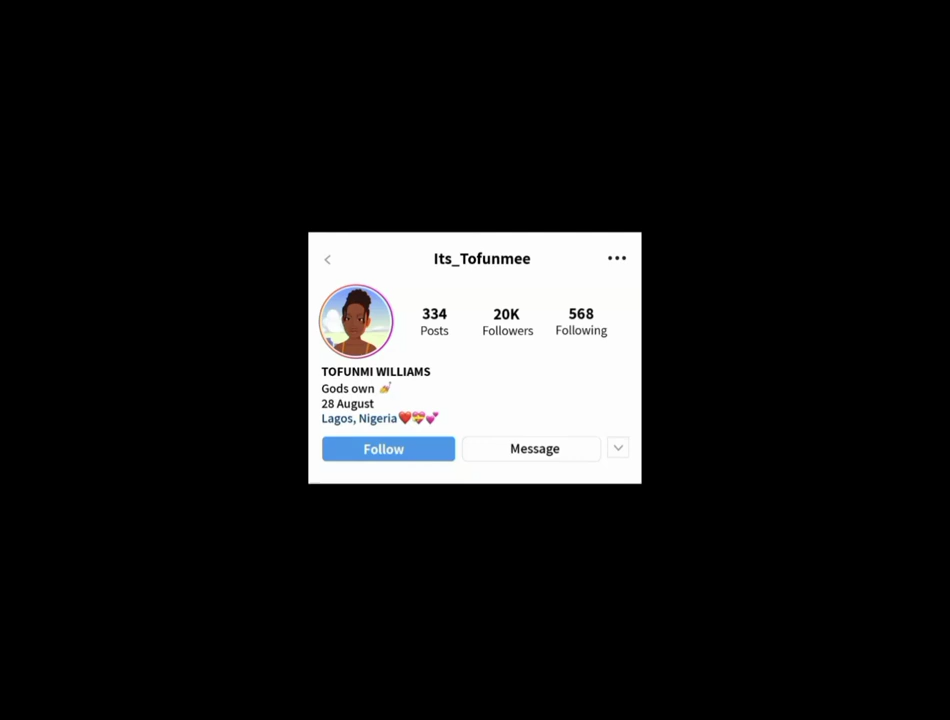 Its_Tofunmee
334 20K 568
Posts Followers Following
TOFUNMI WILLIAMS
Gods own 💅
28 August
Lagos, Nigeria❤️💝💕
Follow Message